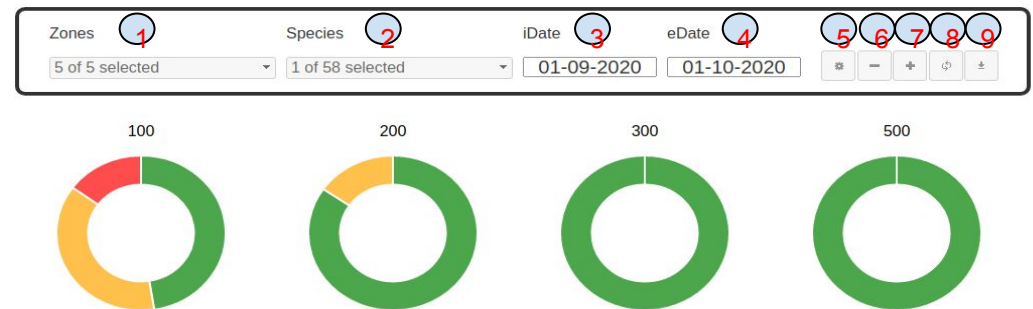 Zones 1 Species 2 iDate 3 eDate 4 5 6 7 8 9
5 of 5 selected 1 of 58 selected 01-09-2020 01-10-2020
100 200 300 500